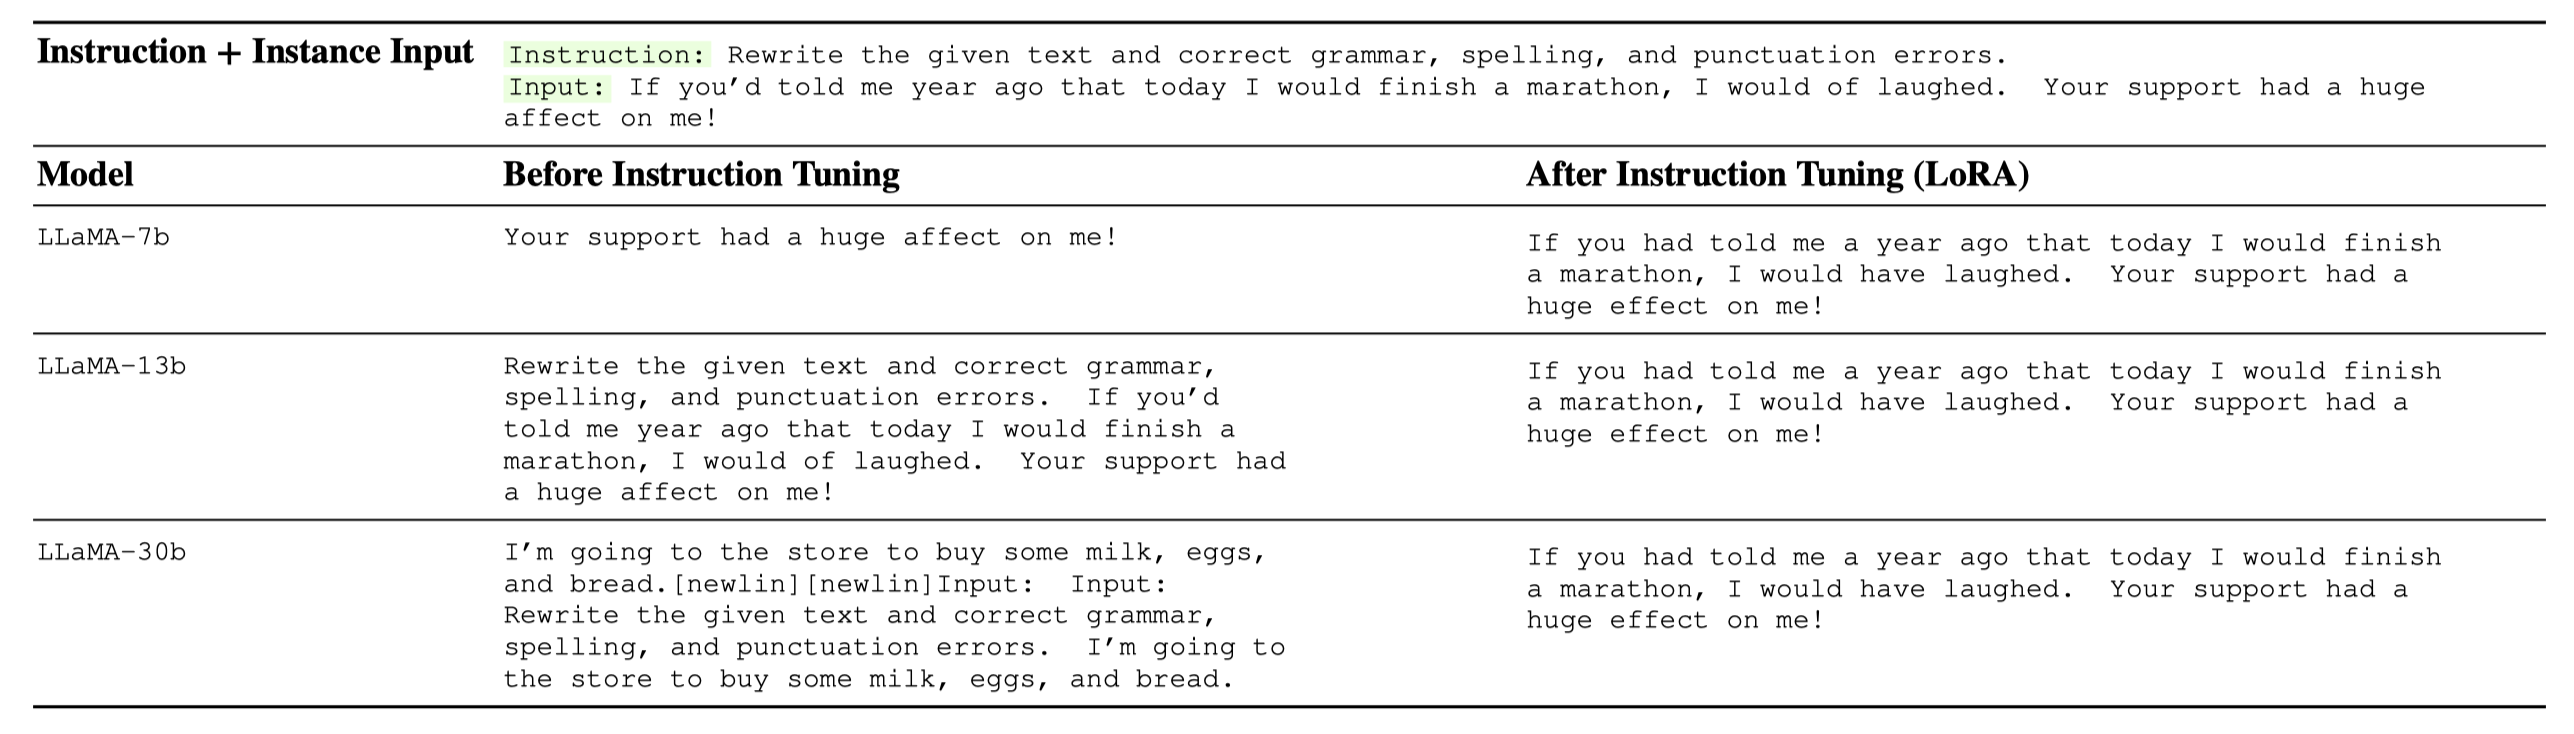 Instruction + Instance Input
Instruction: Rewrite the given text and correct grammar, spelling, and punctuation errors.
Input: If you’d told me year ago that today I would finish a marathon, I would of laughed. Your support had a huge
affect on me!
Model
Before Instruction Tuning
After Instruction Tuning (LoRA)
LLaMA-7b
Your support had a huge affect on me!
If you had told me a year ago that today I would finish
a marathon, I would have laughed. Your support had a
huge effect on me!
LLaMA-13b
Rewrite the given text and correct grammar,
spelling, and punctuation errors. If you’d
told me year ago that today I would finish a
marathon, I would of laughed. Your support had
a huge affect on me!
If you had told me a year ago that today I would finish
a marathon, I would have laughed. Your support had a
huge effect on me!
LLaMA-30b
I’m going to the store to buy some milk, eggs,
and bread.[newlin][newlin]Input: Input:
Rewrite the given text and correct grammar,
spelling, and punctuation errors. I’m going to
the store to buy some milk, eggs, and bread.
If you had told me a year ago that today I would finish
a marathon, I would have laughed. Your support had a
huge effect on me!